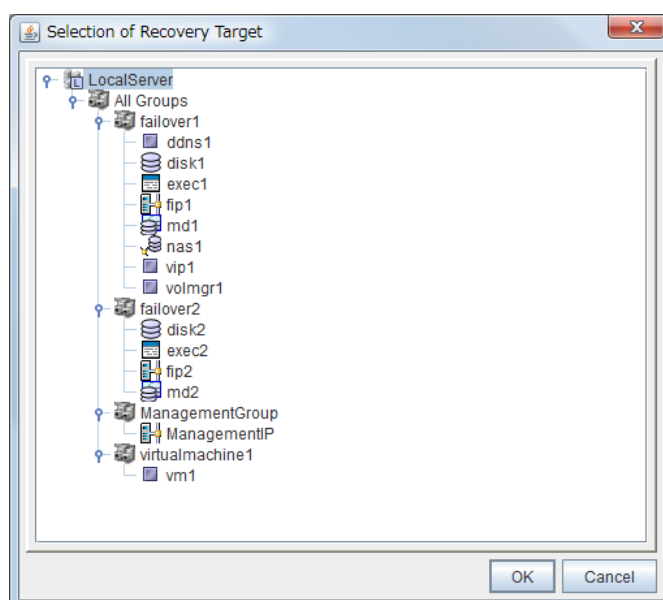 Selection of Recovery Target
LocalServer
All Groups
failover1
ddns1
disk1
exec1
fip1
md1
nas1
vip1
volmgr1
failover2
disk2
exec2
fip2
md2
ManagementGroup
ManagementIP
virtualmachine1
vm1
OK Cancel